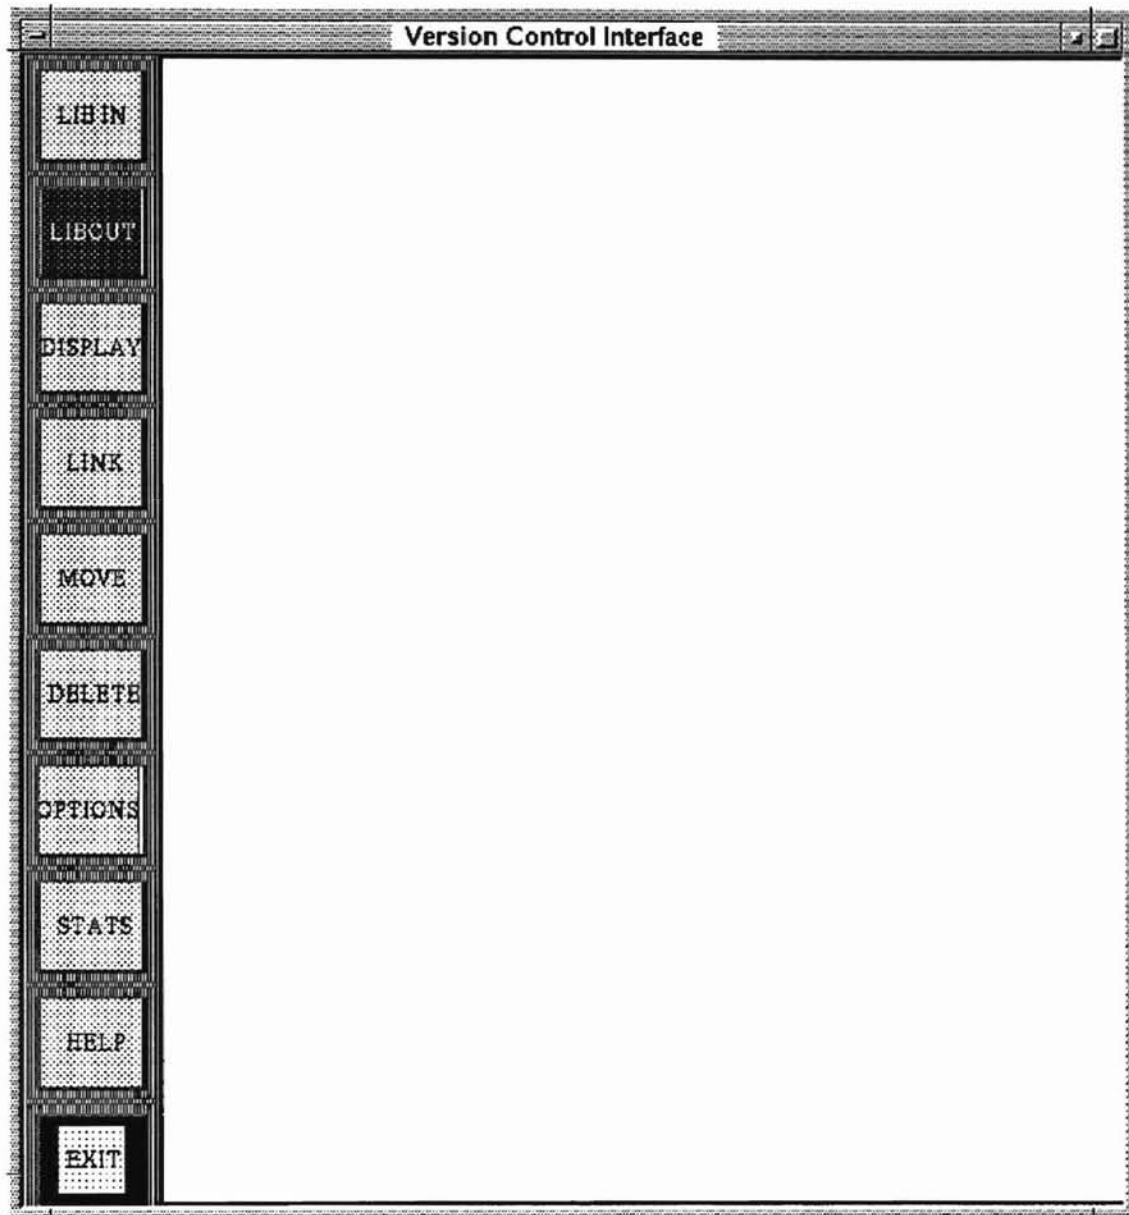 Version Control Interface
LIBIN
LIBOUT
DISPLAY
LINK
MOVE
DELETE
OPTIONS
STATS
HELP
EXIT